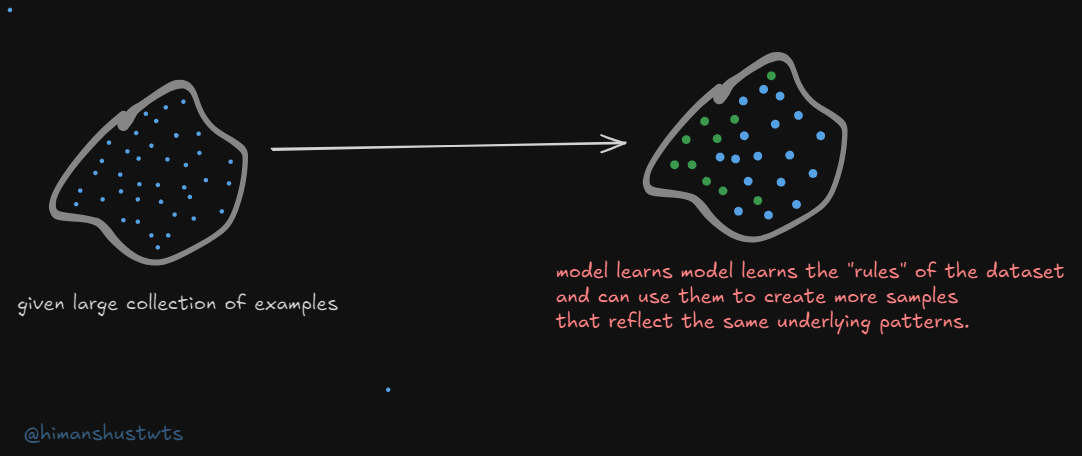 given large collection of examples
model learns model learns the "rules" of the dataset
and can use them to create more samples
that reflect the same underlying patterns.
@himanshustwts